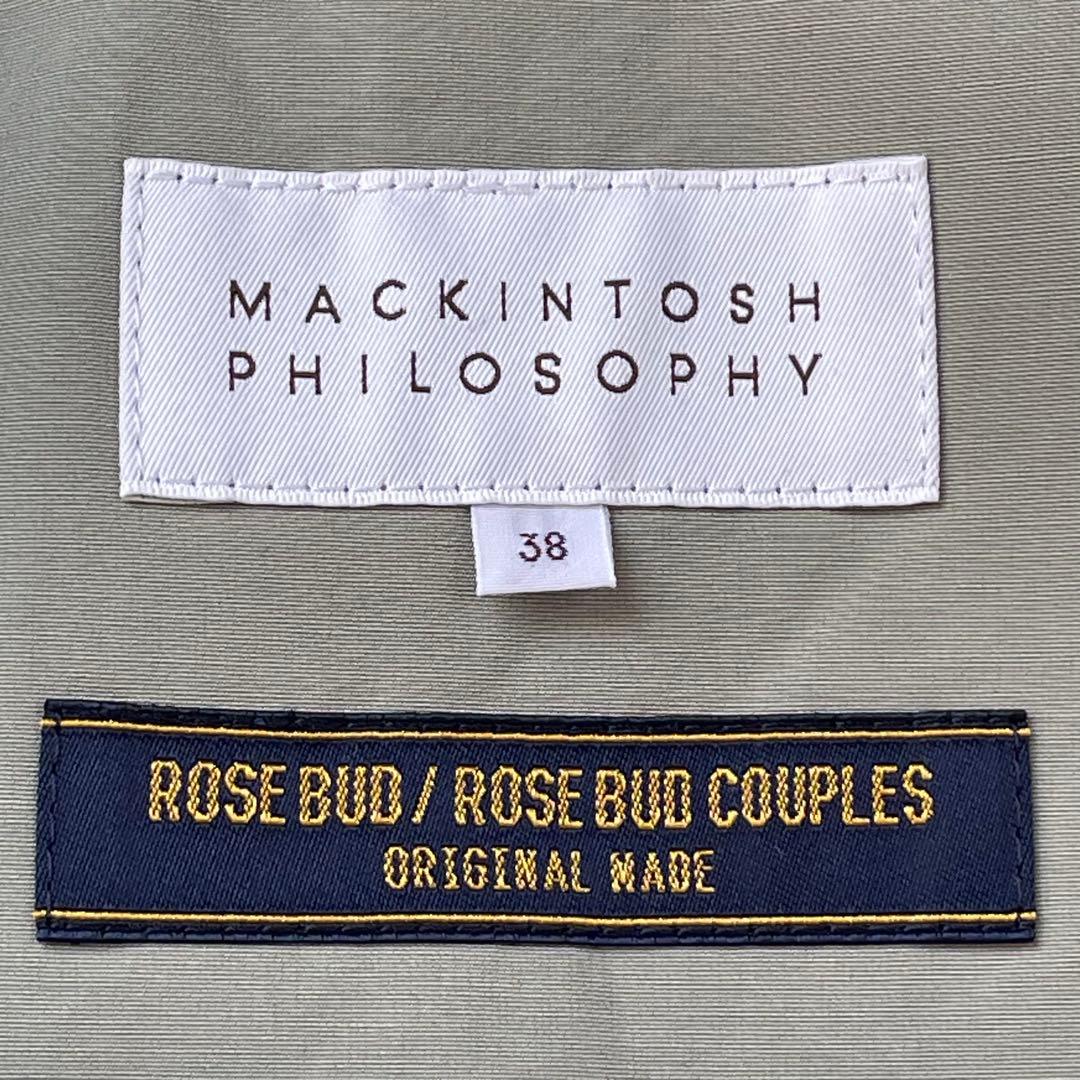 MACKINTOSH
PHILOSOPHY
38
ROSE BUD / ROSE BUD COUPLES
ORIGINAL MADE